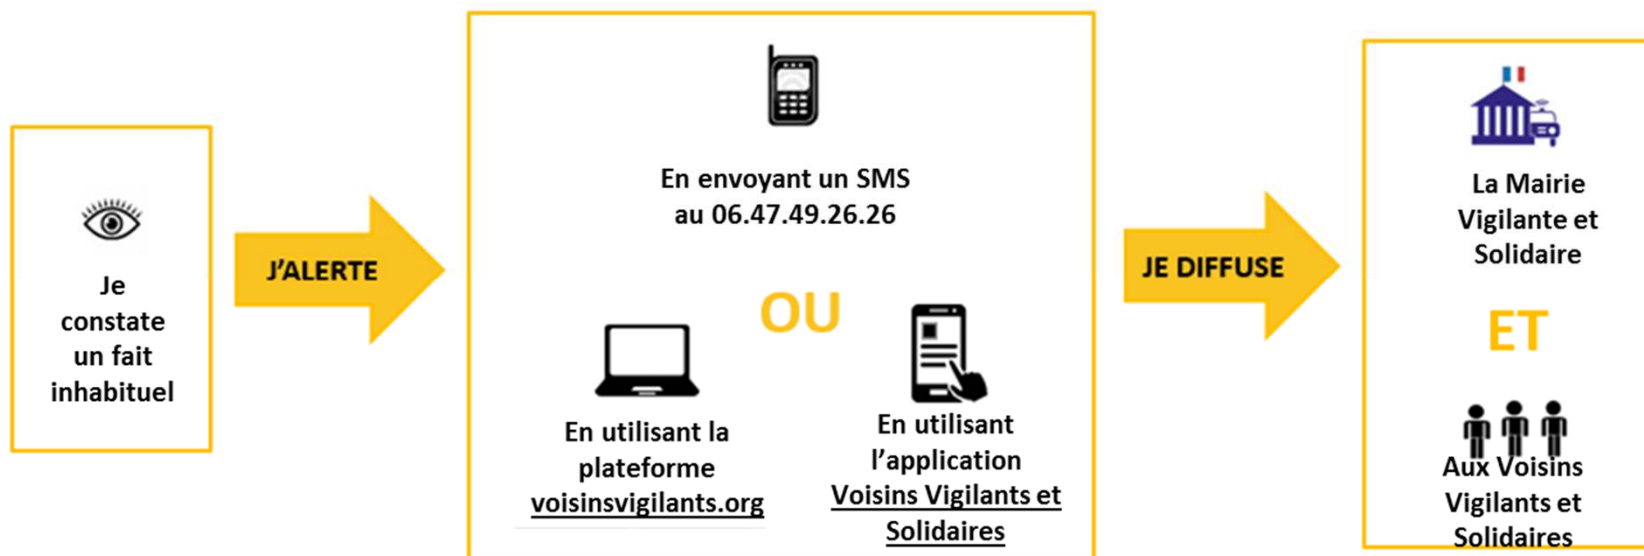 Je
constate
un fait
inhabituel
J'ALERTE
En envoyant un SMS
au 06.47.49.26.26
OU
En utilisant la
plateforme
voisinsvigilants.org
En utilisant
l'application
Voisins Vigilants et
Solidaires
JE DIFFUSE
La Mairie
Vigilante et
Solidaire
ET
Aux Voisins
Vigilants et
Solidaires